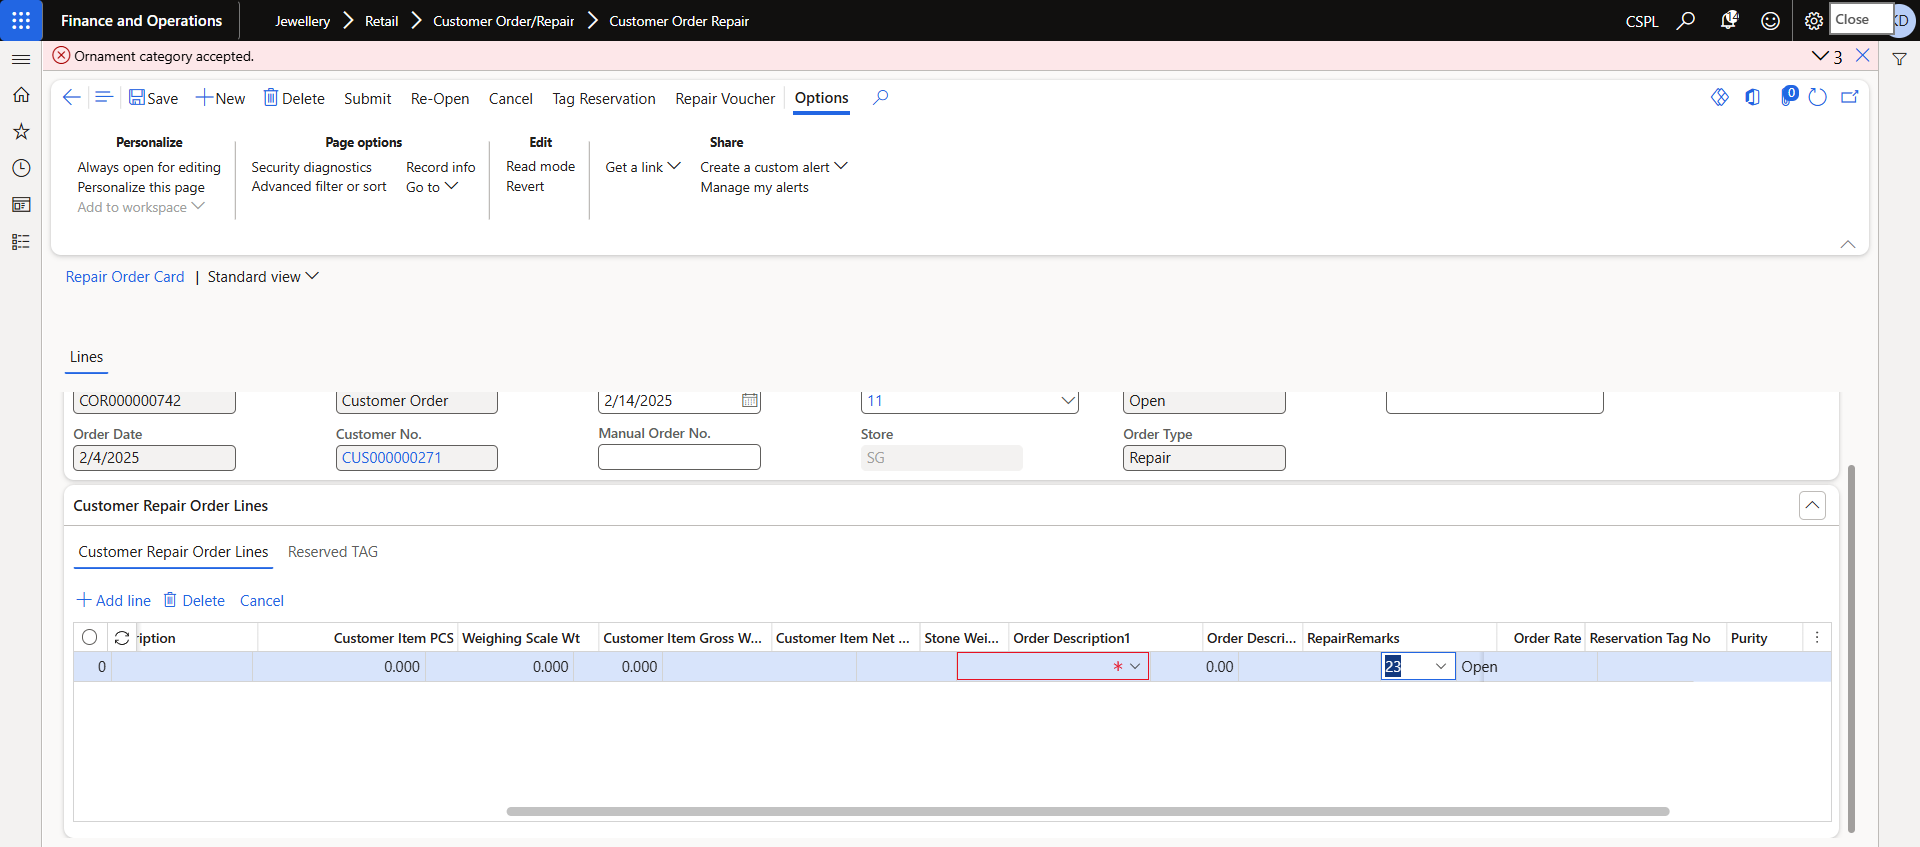 Finance and Operations
Jewellery
Retail
Customer Order/Repair
Customer Order Repair
CSPL
14
Close
Ornament category accepted.
3
Save
New
Delete
Submit
Re-Open
Cancel
Tag Reservation
Repair Voucher
Options
0
Personalize
Always open for editing
Personalize this page
Add to workspace
Page options
Security diagnostics
Advanced filter or sort
Record info
Go to
Edit
Read mode
Revert
Share
Get a link
Create a custom alert
Manage my alerts
Repair Order Card | Standard view
Lines
COR000000742
Customer Order
2/14/2025
11
Open
Order Date
Customer No.
Manual Order No.
Store
Order Type
2/4/2025
CUS000000271
SG
Repair
Customer Repair Order Lines
Customer Repair Order Lines
Reserved TAG
Add line
Delete
Cancel
iption
Customer Item PCS
Weighing Scale Wt
Customer Item Gross W...
Customer Item Net ...
Stone Wei...
Order Description1
Order Descri...
RepairRemarks
Order Rate
Reservation Tag No
Purity
0
0.000
0.000
0.000
*
0.00
23
Open